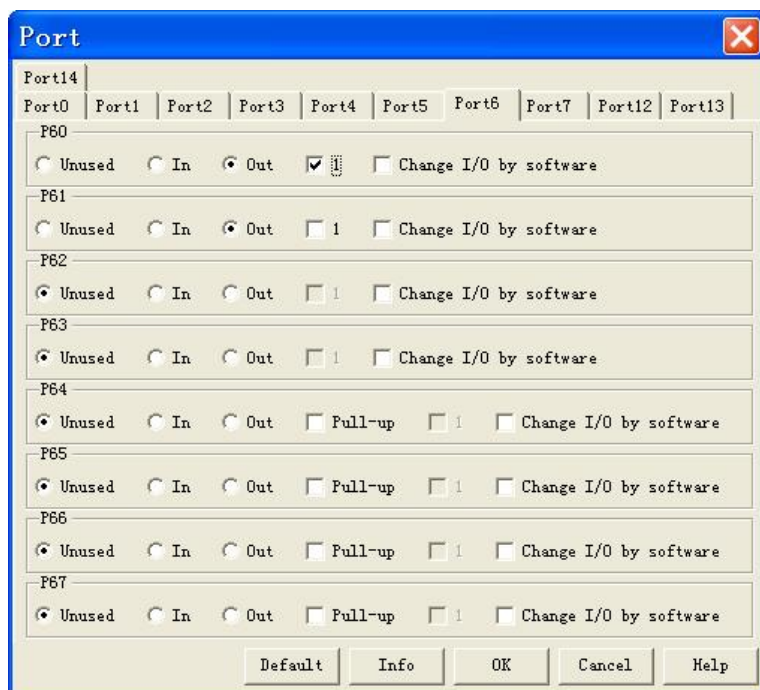 Port
Port14
Port0 Port1 Port2 Port3 Port4 Port5 Port6 Port7 Port12 Port13
P60
Unused In Out 1 Change I/O by software
P61
Unused In Out 1 Change I/O by software
P62
Unused In Out 1 Change I/O by software
P63
Unused In Out 1 Change I/O by software
P64
Unused In Out Pull-up 1 Change I/O by software
P65
Unused In Out Pull-up 1 Change I/O by software
P66
Unused In Out Pull-up 1 Change I/O by software
P67
Unused In Out Pull-up 1 Change I/O by software
Default Info OK Cancel Help